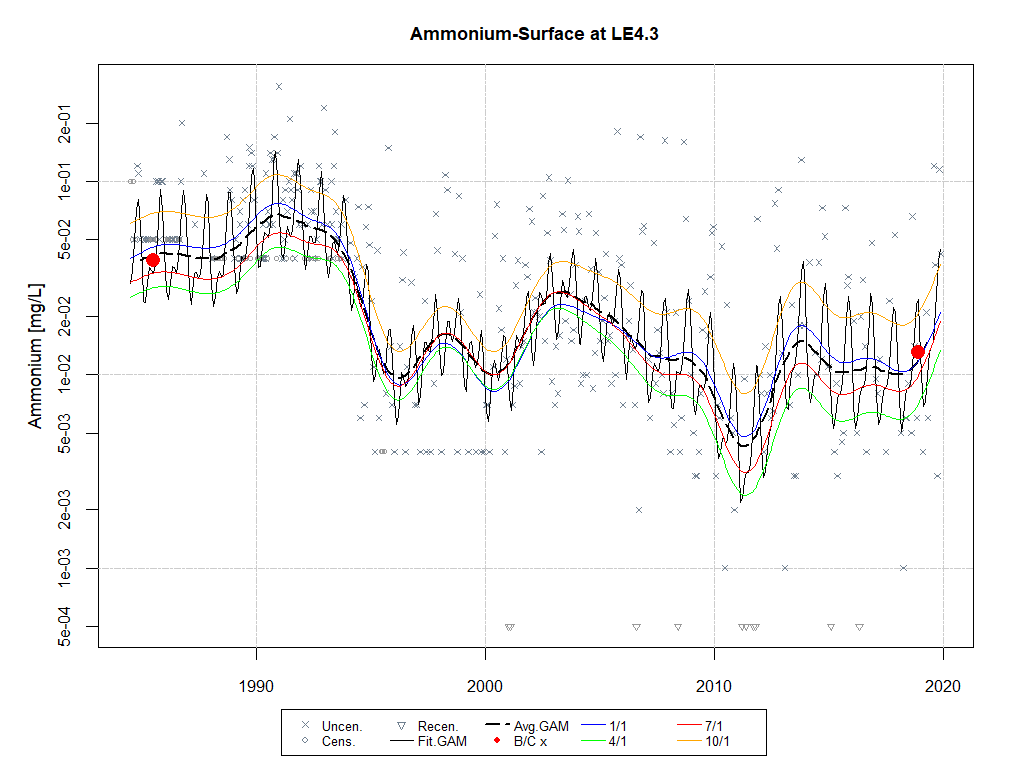 Ammonium-Surface at LE4.3
Ammonium [mg/L]
2e-01
1e-01
5e-02
2e-02
1e-02
5e-03
2e-03
1e-03
5e-04
1990 2000 2010 2020
Uncen. Recen. Avg.GAM 1/1 7/1
Cens. Fit.GAM B/C x 4/1 10/1